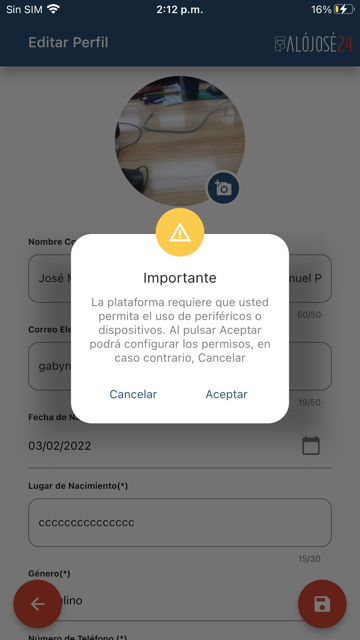 Sin SIM 2:12 p.m. 16%
Editar Perfil ALÓJOSÉ24
Importante
La plataforma requiere que usted
permita el uso de periféricos o
dispositivos. Al pulsar Aceptar
podrá configurar los permisos, en
caso contrario, Cancelar
Cancelar Aceptar
Nombre Co
José M nuel P
50/50
Correo Ele
gabyn
19/50
Fecha de Na
03/02/2022
Lugar de Nacimiento(*)
ccccccccccccccc
15/30
Género(*)
lino
Número de Teléfono (*)